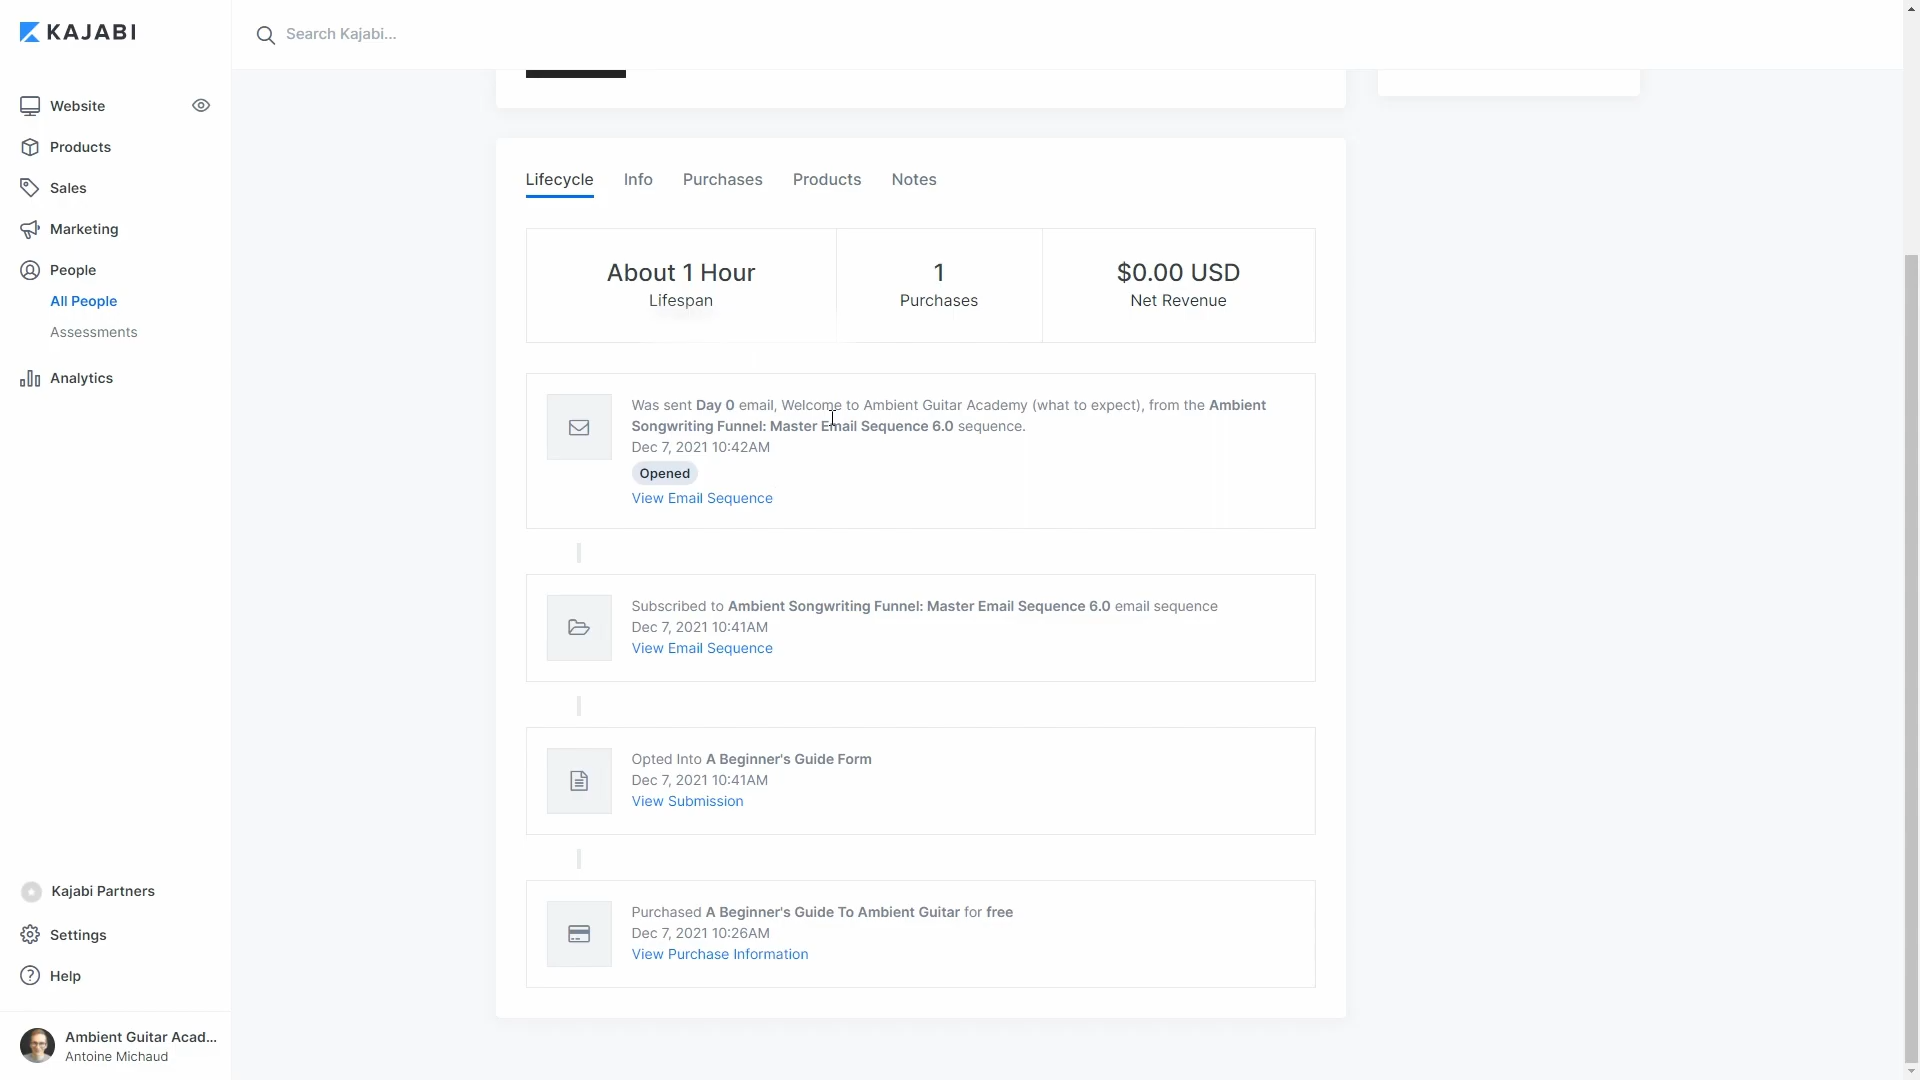 KAJABI
Search Kajabi...
Website
Products
Sales
Marketing
People
All People
Assessments
Analytics
Lifecycle
Info
Purchases
Products
Notes
About 1 Hour
Lifespan
1
Purchases
$0.00 USD
Net Revenue
Was sent Day 0 email, Welcome to Ambient Guitar Academy (what to expect), from the Ambient
Songwriting Funnel: Master Email Sequence 6.0 sequence.
Dec 7, 2021 10:42AM
Opened
View Email Sequence
Subscribed to Ambient Songwriting Funnel: Master Email Sequence 6.0 email sequence
Dec 7, 2021 10:41AM
View Email Sequence
Opted Into A Beginner's Guide Form
Dec 7, 2021 10:41AM
View Submission
Purchased A Beginner's Guide To Ambient Guitar for free
Dec 7, 2021 10:26AM
View Purchase Information
Kajabi Partners
Settings
Help
Ambient Guitar Acad...
Antoine Michaud